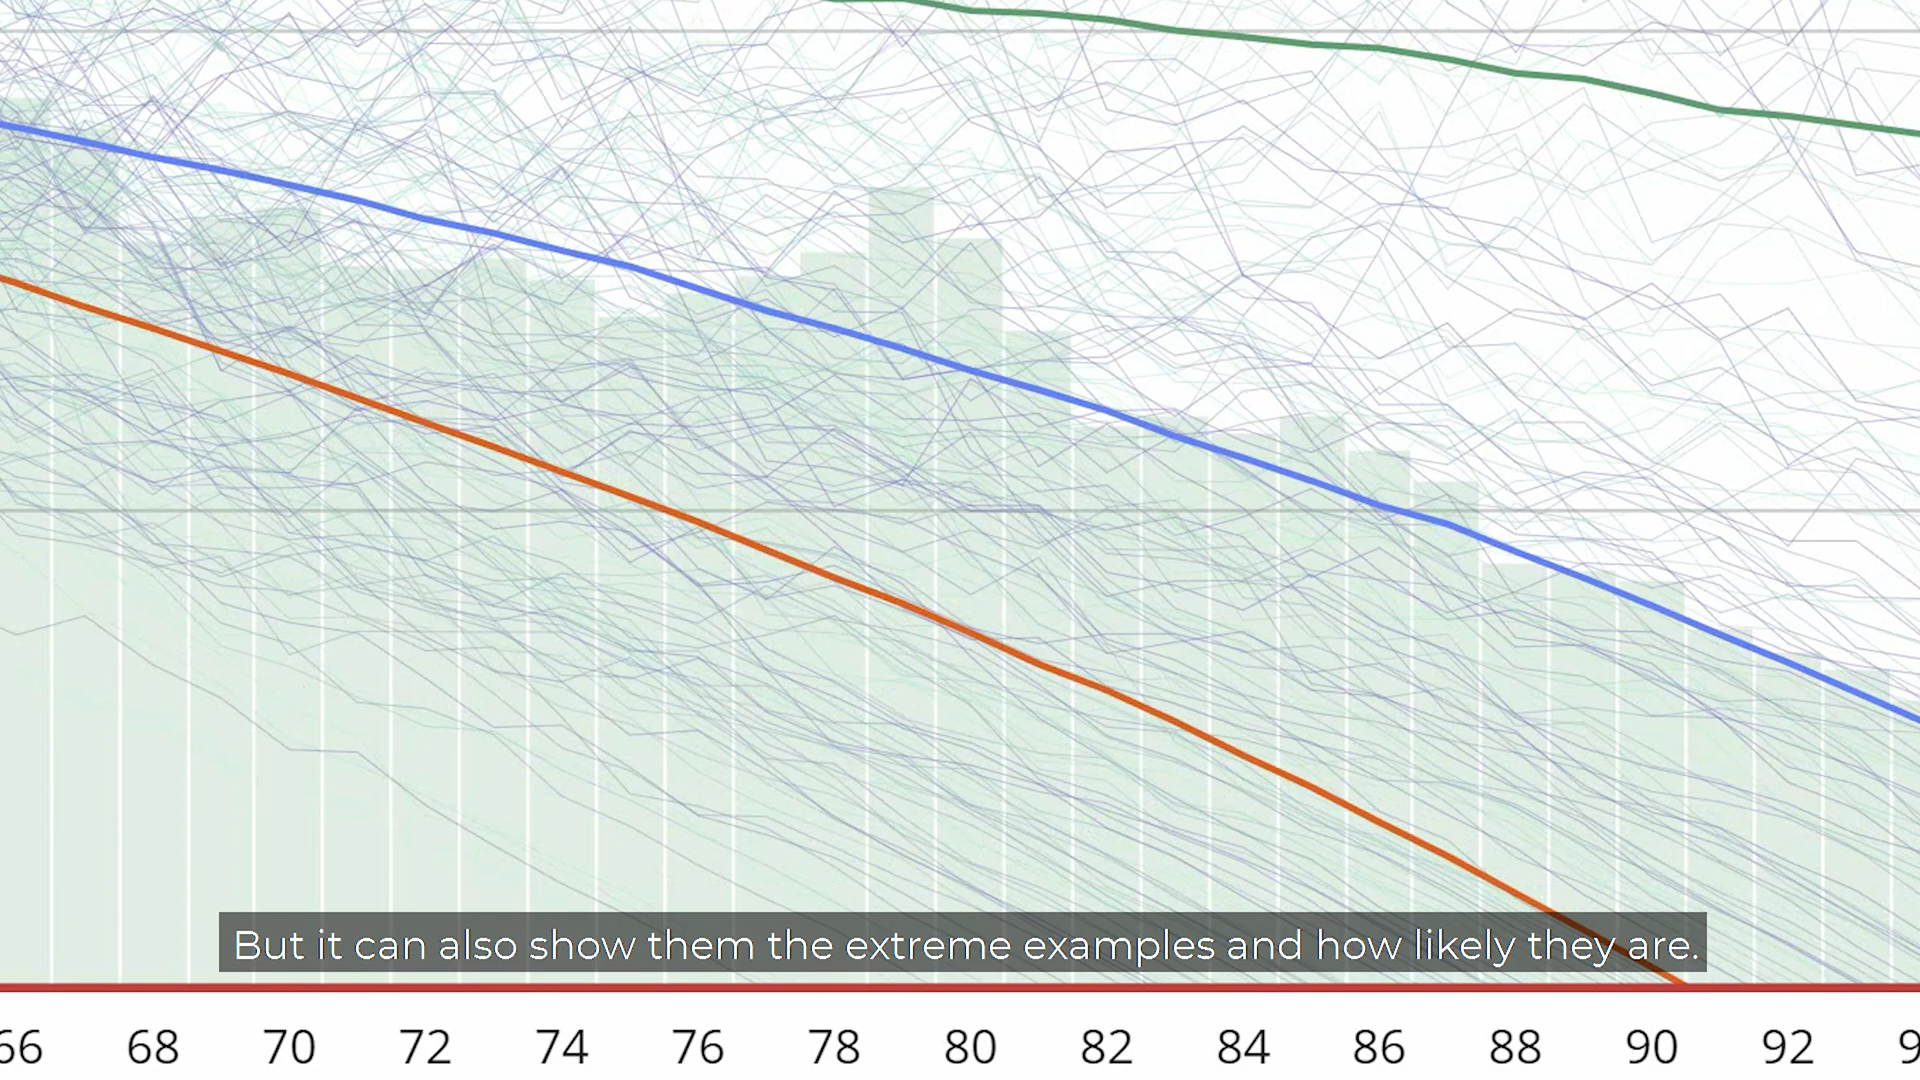 But it can also show them the extreme examples and how likely they are.
66 68 70 72 74 76 78 80 82 84 86 88 90 92 9